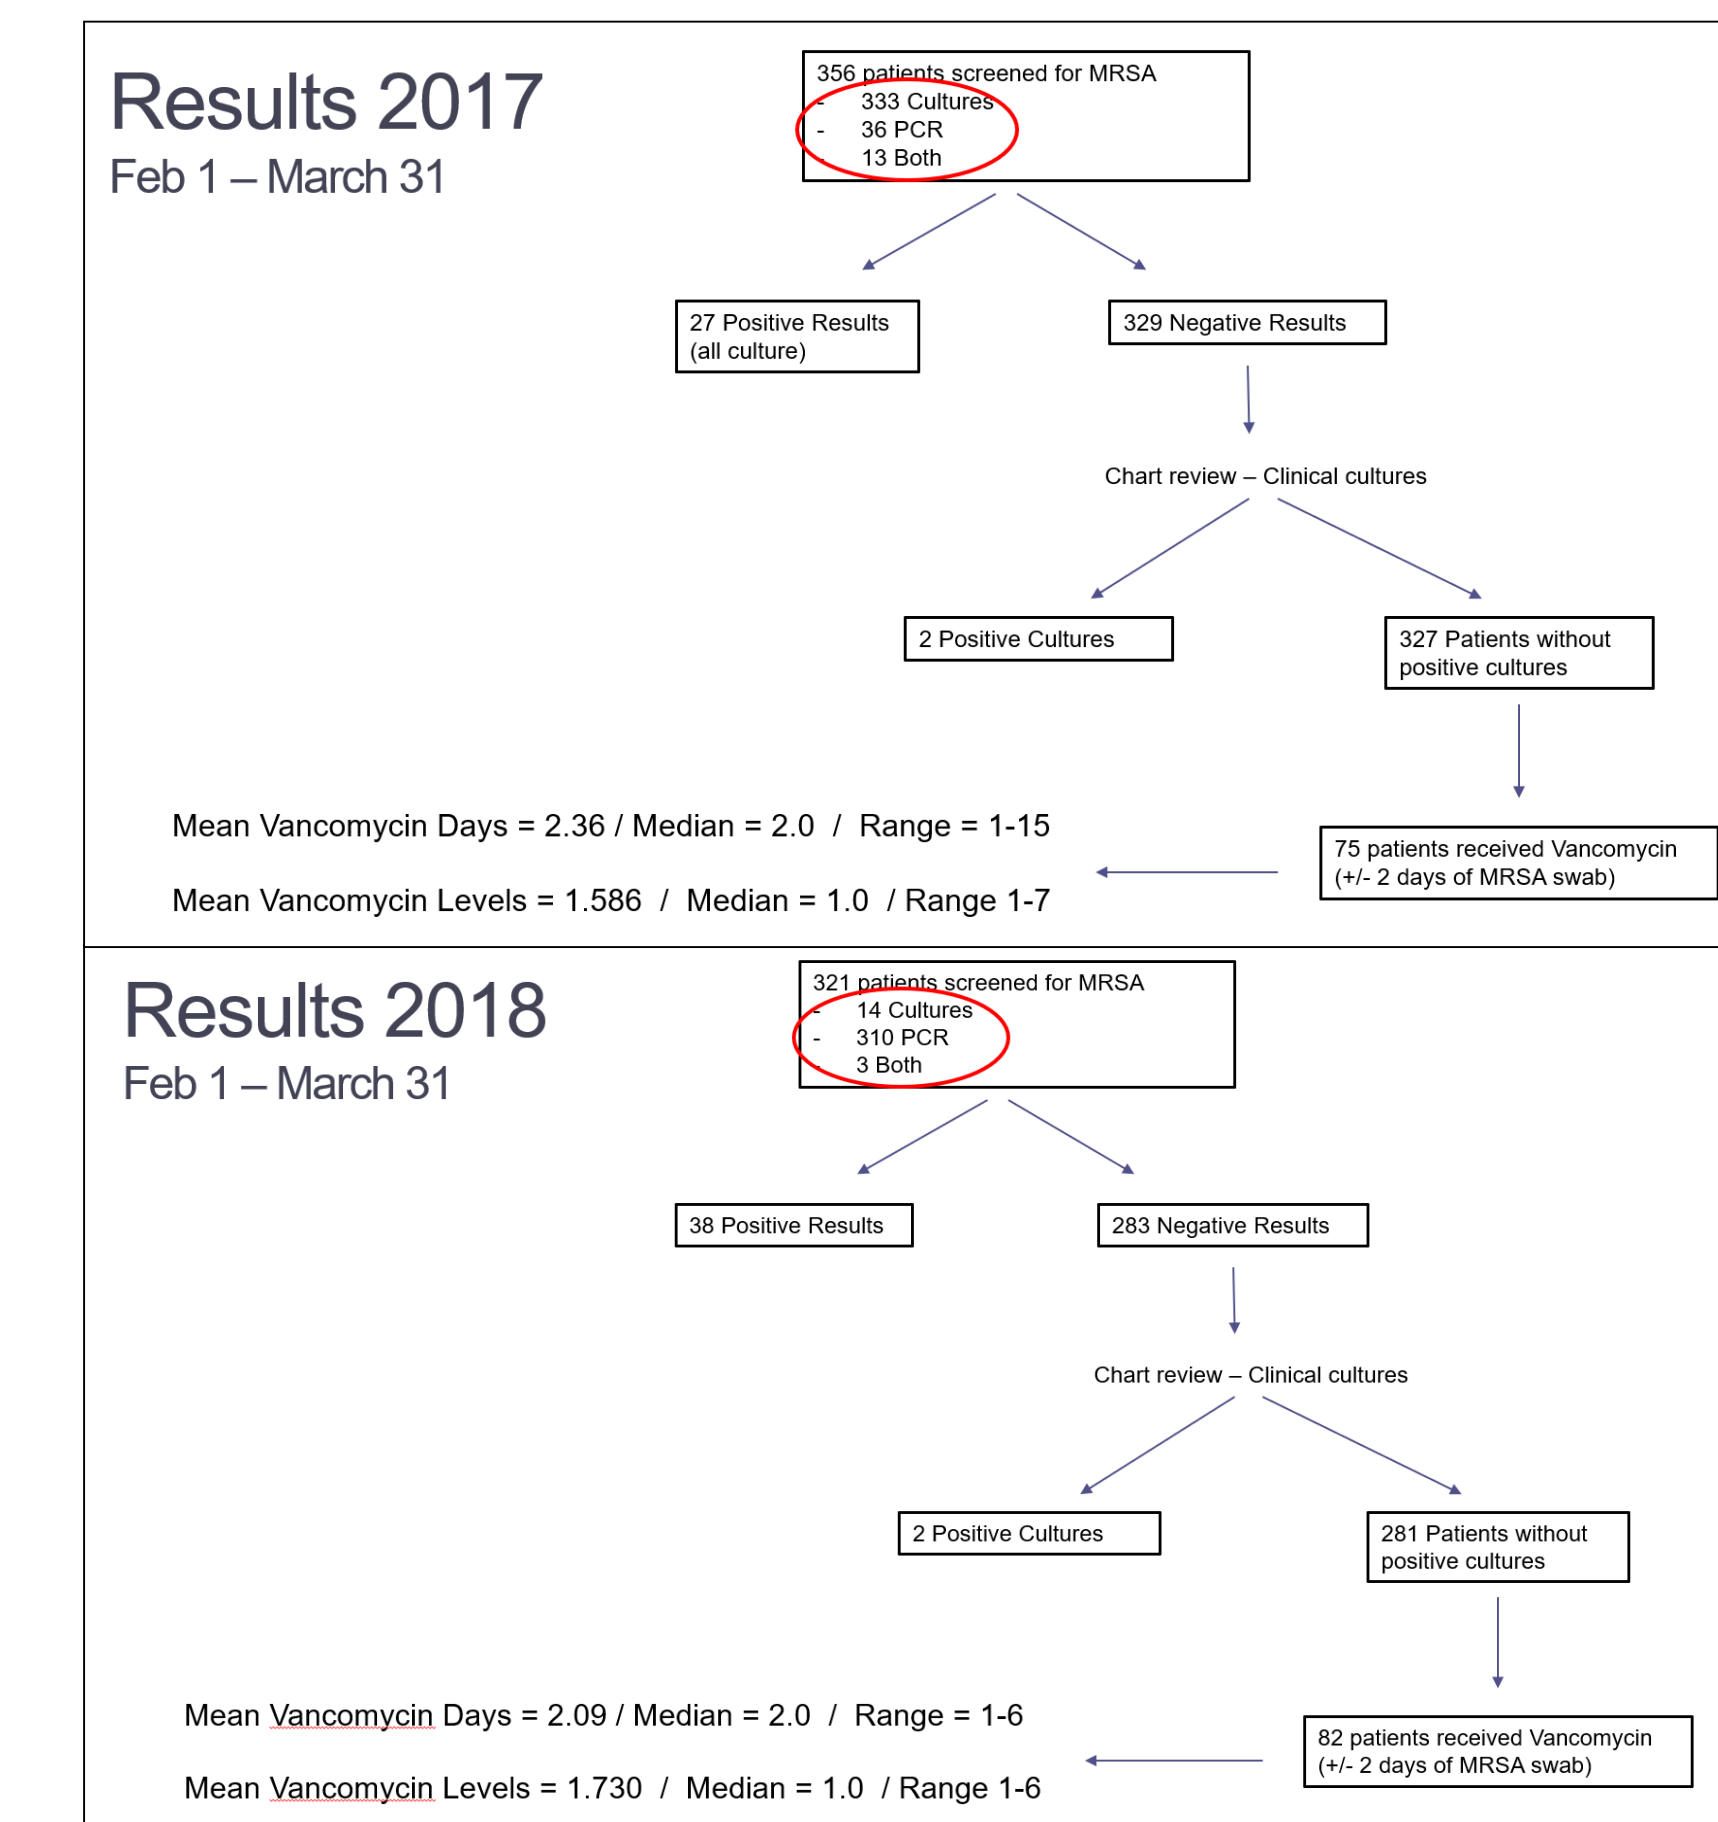 Results 2017
Feb 1 – March 31
356 patients screened for MRSA
- 333 Cultures
- 36 PCR
- 13 Both
27 Positive Results
(all culture)
329 Negative Results
Chart review – Clinical cultures
2 Positive Cultures
327 Patients without
positive cultures
75 patients received Vancomycin
(+/- 2 days of MRSA swab)
Mean Vancomycin Days = 2.36 / Median = 2.0 / Range = 1-15
Mean Vancomycin Levels = 1.586 / Median = 1.0 / Range 1-7
Results 2018
Feb 1 – March 31
321 patients screened for MRSA
- 14 Cultures
- 310 PCR
- 3 Both
38 Positive Results
283 Negative Results
Chart review – Clinical cultures
2 Positive Cultures
281 Patients without
positive cultures
82 patients received Vancomycin
(+/- 2 days of MRSA swab)
Mean Vancomycin Days = 2.09 / Median = 2.0 / Range = 1-6
Mean Vancomycin Levels = 1.730 / Median = 1.0 / Range 1-6